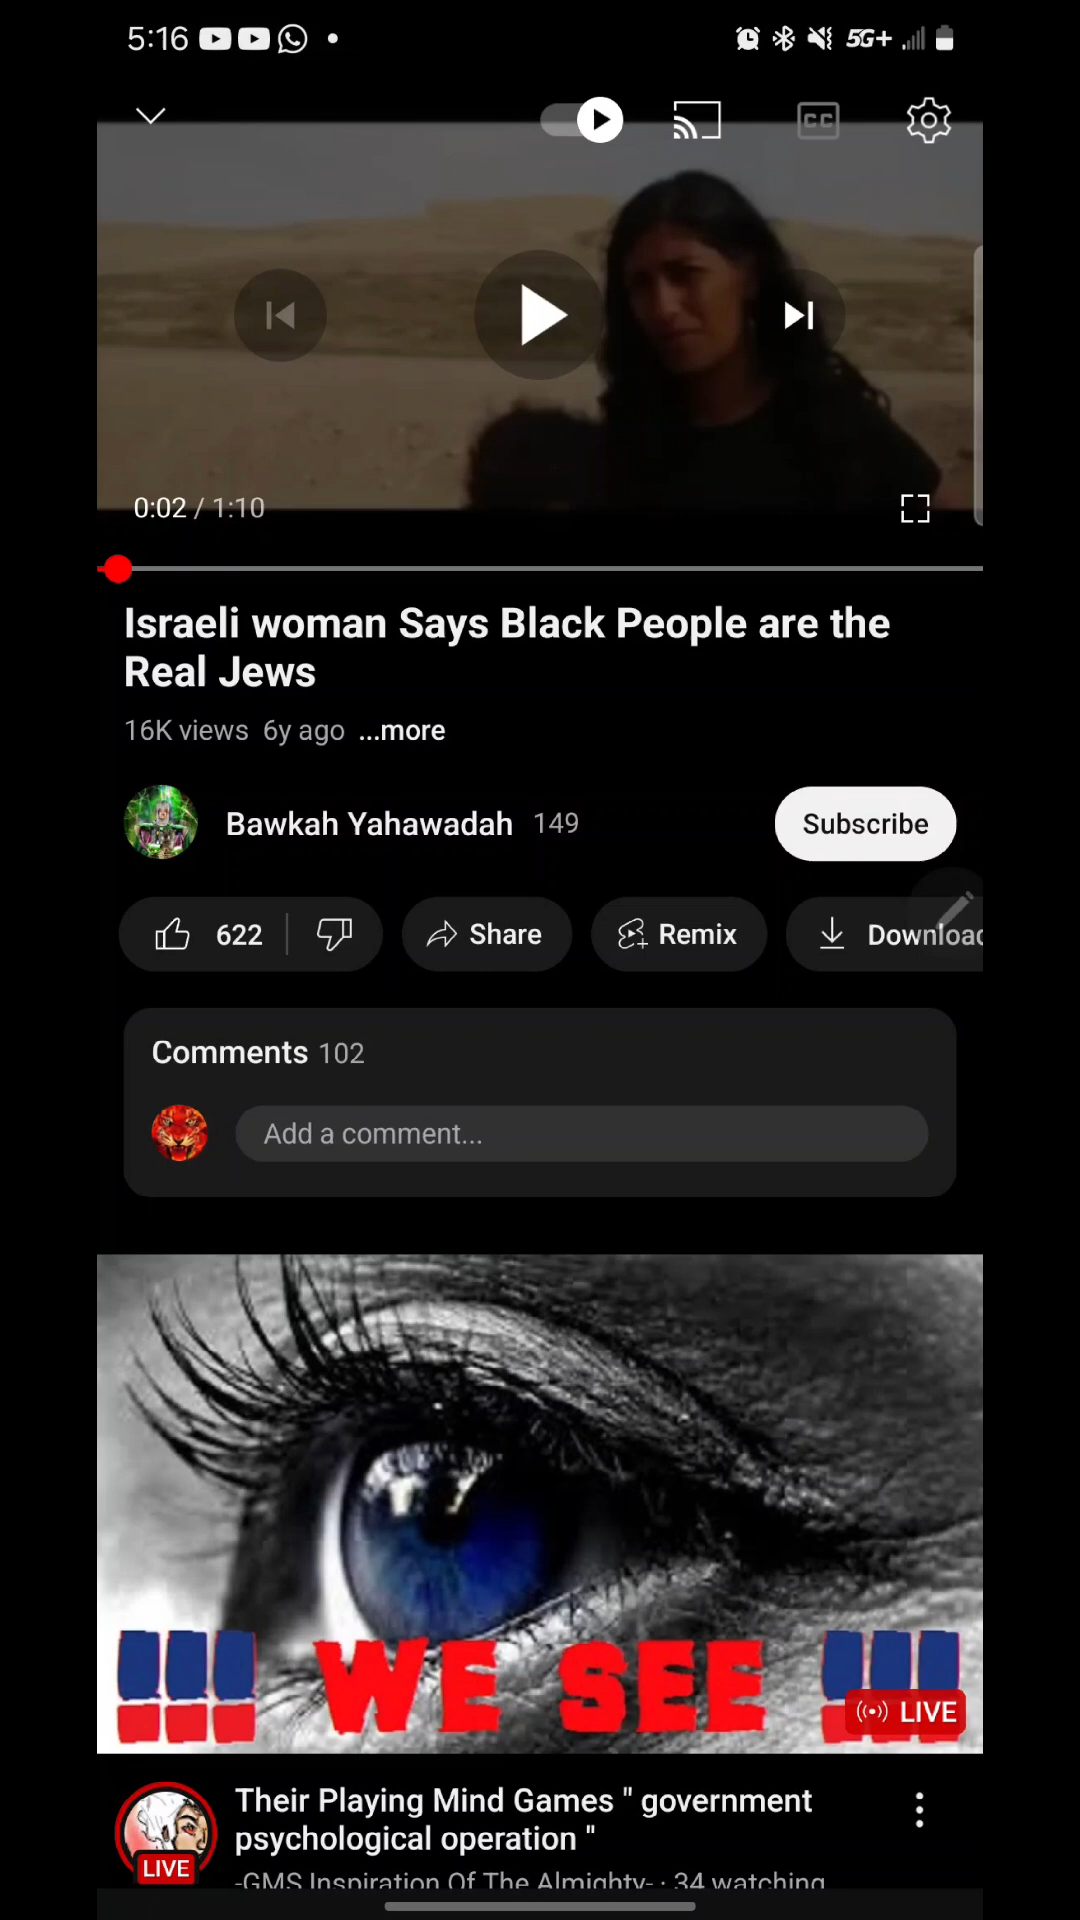 5:16
5G+
CC
0:02 / 1:10
Israeli woman Says Black People are the
Real Jews
16K views 6y ago ...more
Bawkah Yahawadah 149
Subscribe
622
Share
Remix
Download
Comments 102
Add a comment...
!!! WE SEE !!!
LIVE
Their Playing Mind Games " government
psychological operation "
LIVE
-GMS Inspiration Of The Almighty- · 34 watching